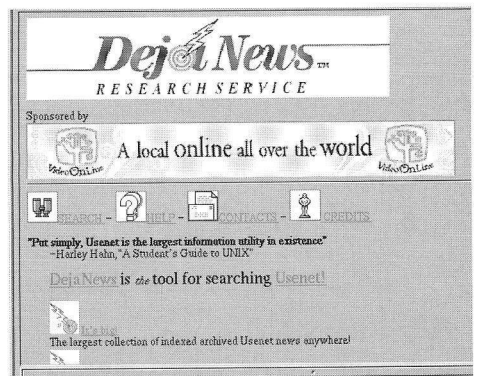 Deja News TM
RESEARCH SERVICE
Sponsored by
VideoOnLine A local online all over the world VideoOnLine
SEARCH - HELP - CONTACTS - CREDITS
"Put simply, Usenet is the largest information utility in existence"
--Harley Hahn,"A Student's Guide to UNIX"
DejaNews is the tool for searching Usenet!
It's big!
The largest collection of indexed archived Usenet news anywhere!